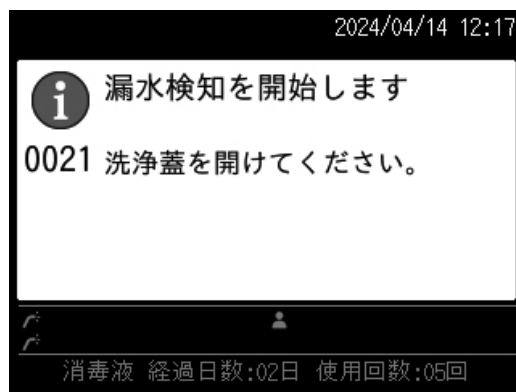 2024/04/14 12:17
漏水検知を開始します
0021 洗浄蓋を開けてください。
消毒液 経過日数:02日 使用回数:05回